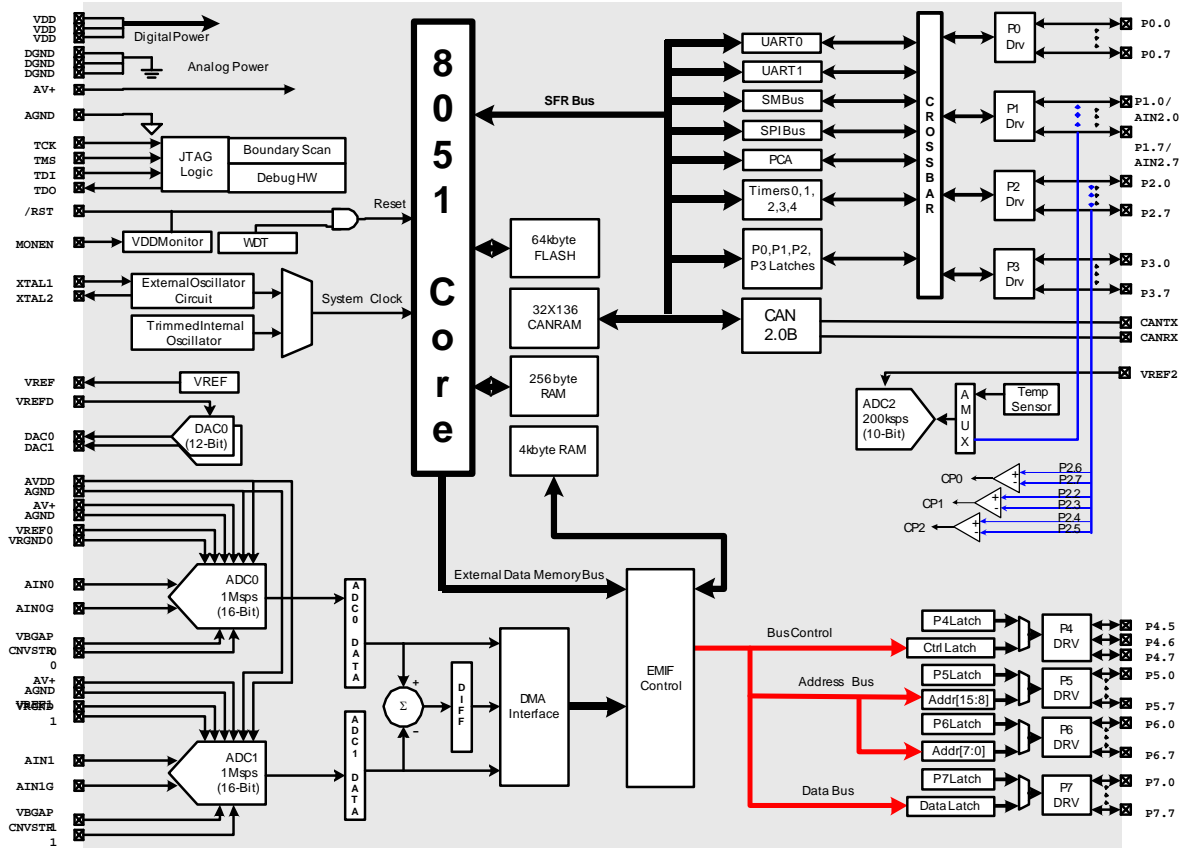 VDD
VDD
VDD
Digital Power
DGND
DGND
DGND
Analog Power
AV+
AGND
TCK
TMS
TDI
TDO
JTAG
Logic
Boundary Scan
Debug HW
/RST
Reset
MONEN
VDDMonitor
WDT
XTAL1
XTAL2
External Oscillator
Circuit
System Clock
Trimmed Internal
Oscillator
VREF
VREF
VREFD
DAC0
DAC1
DAC0
(12-Bit)
AVDD
AGND
AV+
AGND
VREF0
VRGND0
AIN0
AIN0G
ADC0
1Msps
(16-Bit)
VBGAP
0
CNVSTR
0
AV+
AGND
1
AIN1
AIN1G
ADC1
1Msps
(16-Bit)
VBGAP
1
CNVSTR1
ADC0 DATA
ADC1 DATA
+
Σ
−
DIFF
DMA
Interface
8051 Core
SFR Bus
64kbyte
FLASH
32X136
CANRAM
256 byte
RAM
4kbyte RAM
External Data Memory Bus
EMIF
Control
UART0
UART1
SMBus
SPI Bus
PCA
Timers 0, 1,
2,3,4
P0, P1, P2,
P3 Latches
CAN
2.0B
CROSSBAR
P0
Drv
P1
Drv
P2
Drv
P3
Drv
P0.0
P0.7
P1.0/
AIN2.0
P1.7/
AIN2.7
P2.0
P2.7
P3.0
P3.7
CANTX
CANRX
VREF2
ADC2
200ksps
(10-Bit)
AMUX
Temp
Sensor
CP0
+
-
P2.6
P2.7
CP1
+
-
P2.2
P2.3
CP2
+
-
P2.4
P2.5
Bus Control
Address Bus
Data Bus
P4 Latch
Ctrl Latch
P5 Latch
Addr[15:8]
P6 Latch
Addr[7:0]
P7 Latch
Data Latch
P4
DRV
P5
DRV
P6
DRV
P7
DRV
P4.5
P4.6
P4.7
P5.0
P5.7
P6.0
P6.7
P7.0
P7.7